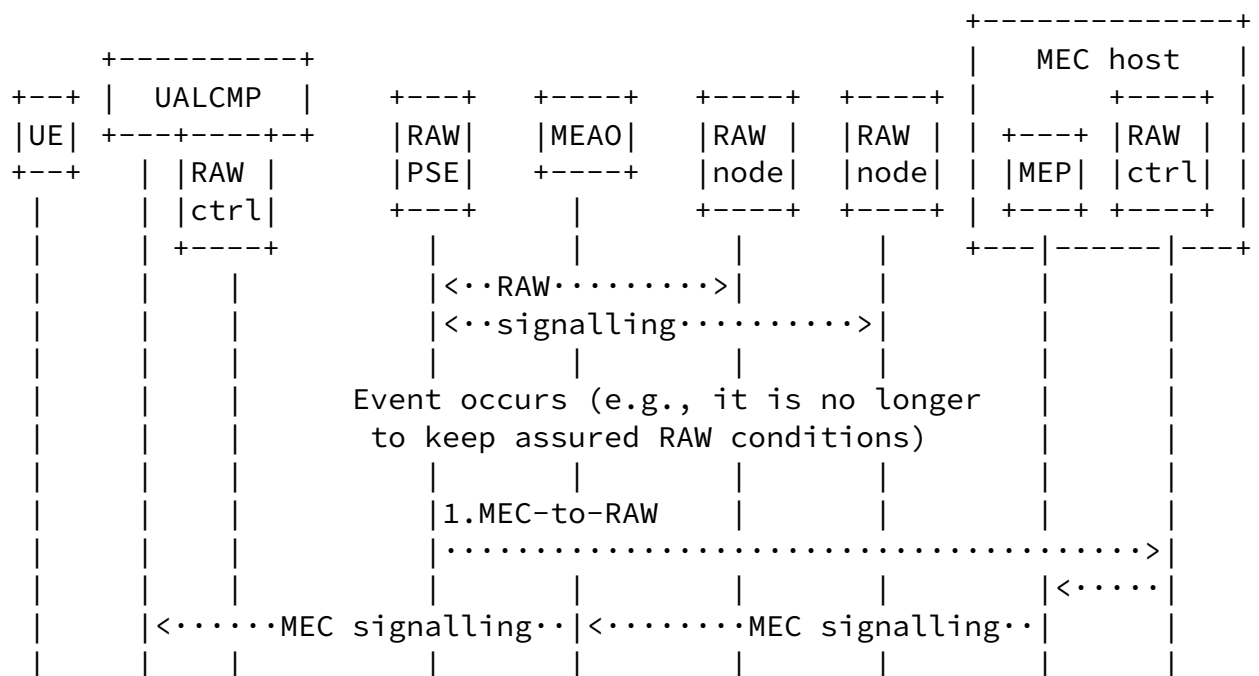 MEC host
UALCMP
UE RAW MEAO RAW RAW RAW
RAW PSE node node MEP ctrl
ctrl
<··RAW·········>
<··signalling··········>
Event occurs (e.g., it is no longer
to keep assured RAW conditions)
1.MEC-to-RAW
<······MEC signalling·· <········MEC signalling··